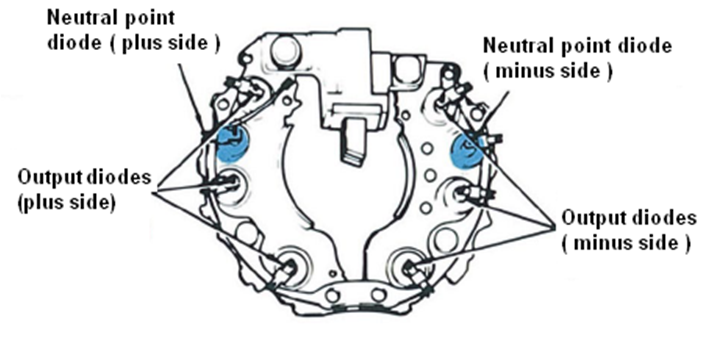 Neutral point
diode ( plus side )
Neutral point diode
( minus side )
Output diodes
(plus side)
Output diodes
( minus side )